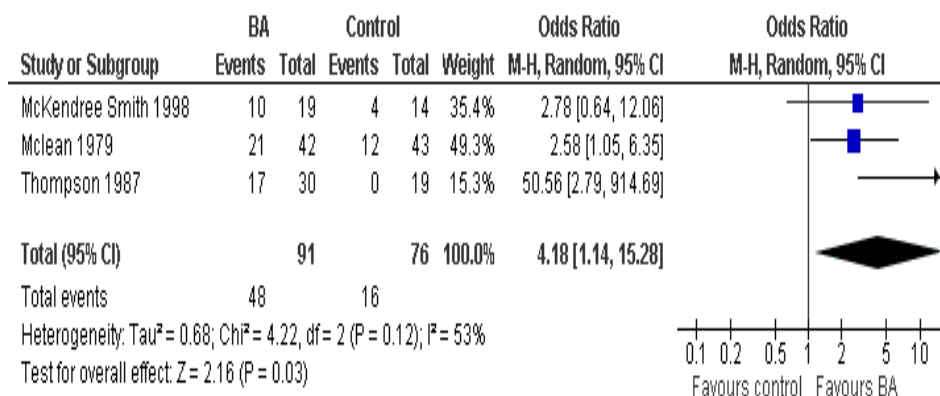 BA Control Odds Ratio Odds Ratio
Study or Subgroup Events Total Events Total Weight M-H, Random, 95% CI M-H, Random, 95% CI
McKendree Smith 1998 10 19 4 14 35.4% 2.78 [0.64, 12.06]
Mclean 1979 21 42 12 43 49.3% 2.58 [1.05, 6.35]
Thompson 1987 17 30 0 19 15.3% 50.56 [2.79, 914.69]
Total (95% CI) 91 76 100.0% 4.18 [1.14, 15.28]
Total events 48 16
Heterogeneity: Tau² = 0.68; Chi² = 4.22, df = 2 (P = 0.12); I² = 53%
Test for overall effect: Z = 2.16 (P = 0.03)
0.1 0.2 0.5 1 2 5 10
Favours control Favours BA